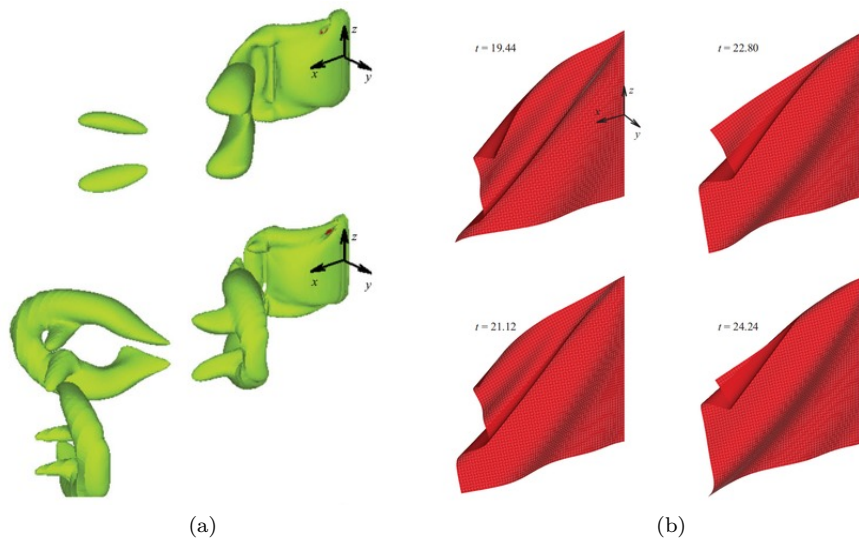 z
x
y
z
x
y
t = 19.44
z
x
y
t = 22.80
t = 21.12
t = 24.24
(a)
(b)